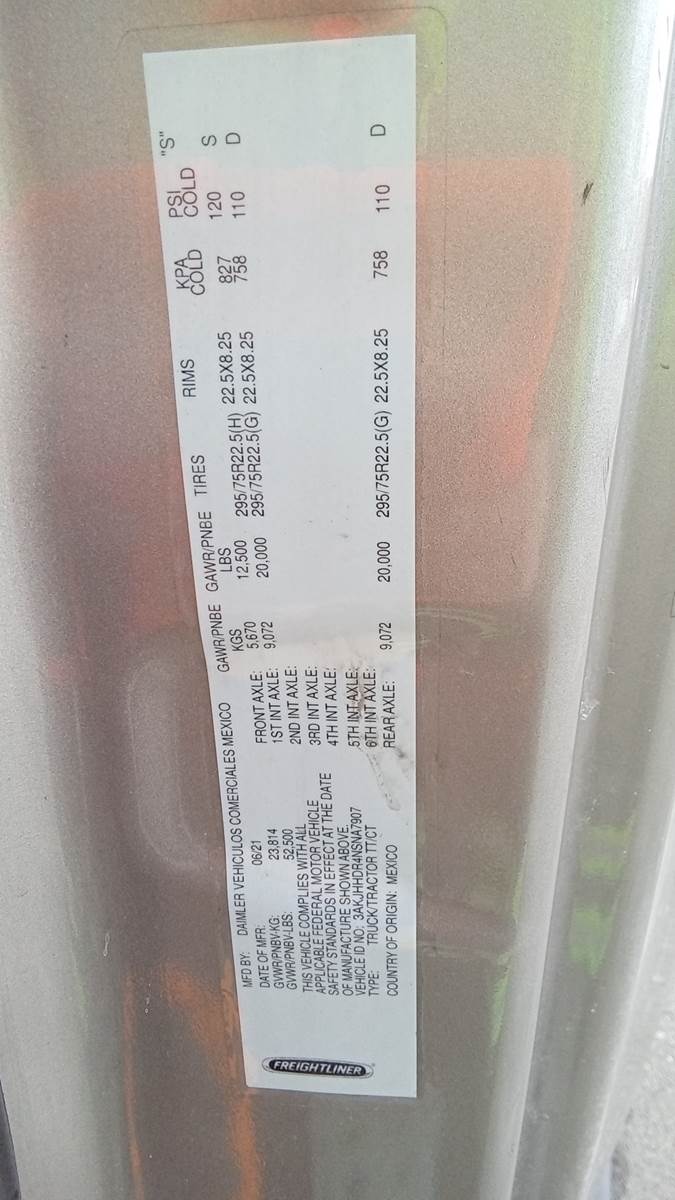 FREIGHTLINER
MFD BY: DAIMLER VEHICULOS COMERCIALES MEXICO
DATE OF MFR: 06/21
GVWR/PNBV-KG: 23,814
GVWR/PNBV-LBS: 52,500
THIS VEHICLE COMPLIES WITH ALL
APPLICABLE FEDERAL MOTOR VEHICLE
SAFETY STANDARDS IN EFFECT AT THE DATE
OF MANUFACTURE SHOWN ABOVE.
VEHICLE ID NO: 3AKJHHDR4NSNA7907
TYPE: TRUCK/TRACTOR TT/CT
COUNTRY OF ORIGIN: MEXICO
GAWR/PNBE GAWR/PNBE TIRES RIMS KPA PSI "S"
KGS LBS COLD COLD
FRONT AXLE: 5,670 12,500 295/75R22.5(H) 22.5X8.25 827 120 S
1ST INT AXLE: 9,072 20,000 295/75R22.5(G) 22.5X8.25 758 110 D
2ND INT AXLE:
3RD INT AXLE:
4TH INT AXLE:
5TH INT AXLE:
6TH INT AXLE:
REAR AXLE: 9,072 20,000 295/75R22.5(G) 22.5X8.25 758 110 D